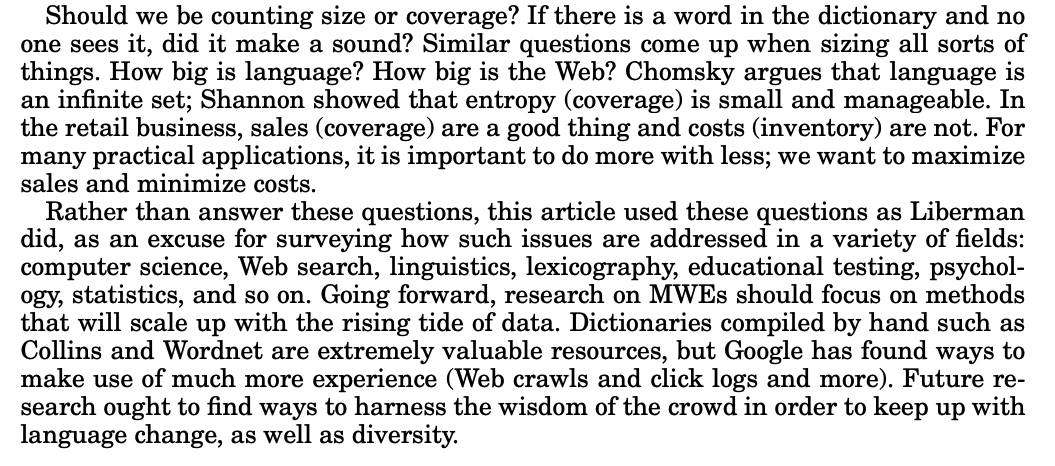 Should we be counting size or coverage? If there is a word in the dictionary and no
one sees it, did it make a sound? Similar questions come up when sizing all sorts of
things. How big is language? How big is the Web? Chomsky argues that language is
an infinite set; Shannon showed that entropy (coverage) is small and manageable. In
the retail business, sales (coverage) are a good thing and costs (inventory) are not. For
many practical applications, it is important to do more with less; we want to maximize
sales and minimize costs.
Rather than answer these questions, this article used these questions as Liberman
did, as an excuse for surveying how such issues are addressed in a variety of fields:
computer science, Web search, linguistics, lexicography, educational testing, psychol-
ogy, statistics, and so on. Going forward, research on MWEs should focus on methods
that will scale up with the rising tide of data. Dictionaries compiled by hand such as
Collins and Wordnet are extremely valuable resources, but Google has found ways to
make use of much more experience (Web crawls and click logs and more). Future re-
search ought to find ways to harness the wisdom of the crowd in order to keep up with
language change, as well as diversity.